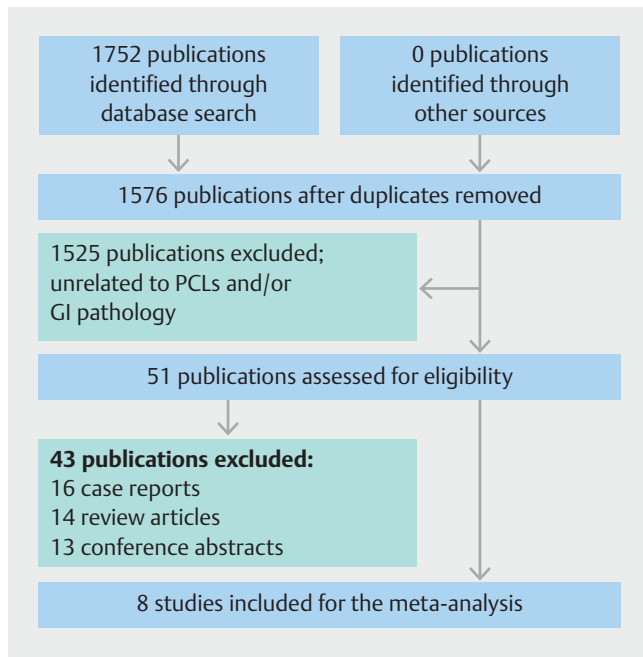 1752 publications
identified through
database search
0 publications
identified through
other sources
1576 publications after duplicates removed
1525 publications excluded;
unrelated to PCLs and/or
GI pathology
51 publications assessed for eligibility
43 publications excluded:
16 case reports
14 review articles
13 conference abstracts
8 studies included for the meta-analysis